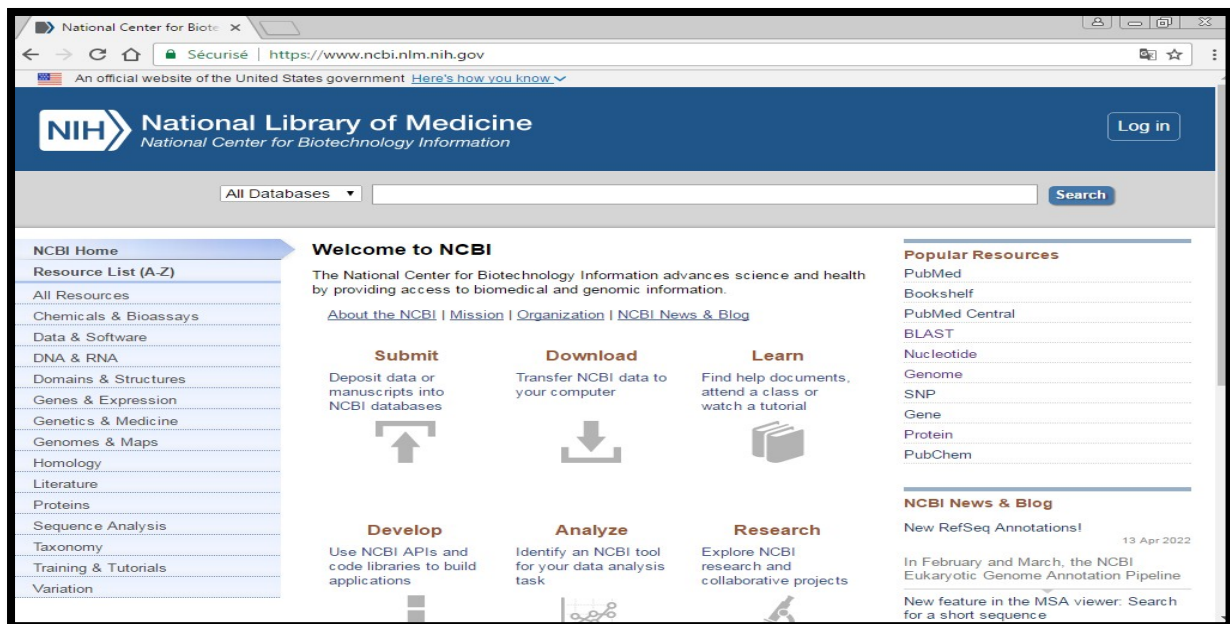 National Center for Biote
Sécurisé | https://www.ncbi.nlm.nih.gov
An official website of the United States government Here's how you know
NIH National Library of Medicine
National Center for Biotechnology Information
Log in
All Databases
Search
NCBI Home
Resource List (A-Z)
All Resources
Chemicals & Bioassays
Data & Software
DNA & RNA
Domains & Structures
Genes & Expression
Genetics & Medicine
Genomes & Maps
Homology
Literature
Proteins
Sequence Analysis
Taxonomy
Training & Tutorials
Variation
Welcome to NCBI
The National Center for Biotechnology Information advances science and health
by providing access to biomedical and genomic information.
About the NCBI | Mission | Organization | NCBI News & Blog
Submit
Deposit data or
manuscripts into
NCBI databases
Download
Transfer NCBI data to
your computer
Learn
Find help documents,
attend a class or
watch a tutorial
Develop
Use NCBI APIs and
code libraries to build
applications
Analyze
Identify an NCBI tool
for your data analysis
task
Research
Explore NCBI
research and
collaborative projects
Popular Resources
PubMed
Bookshelf
PubMed Central
BLAST
Nucleotide
Genome
SNP
Gene
Protein
PubChem
NCBI News & Blog
New RefSeq Annotations!
13 Apr 2022
In February and March, the NCBI
Eukaryotic Genome Annotation Pipeline
New feature in the MSA viewer: Search
for a short sequence